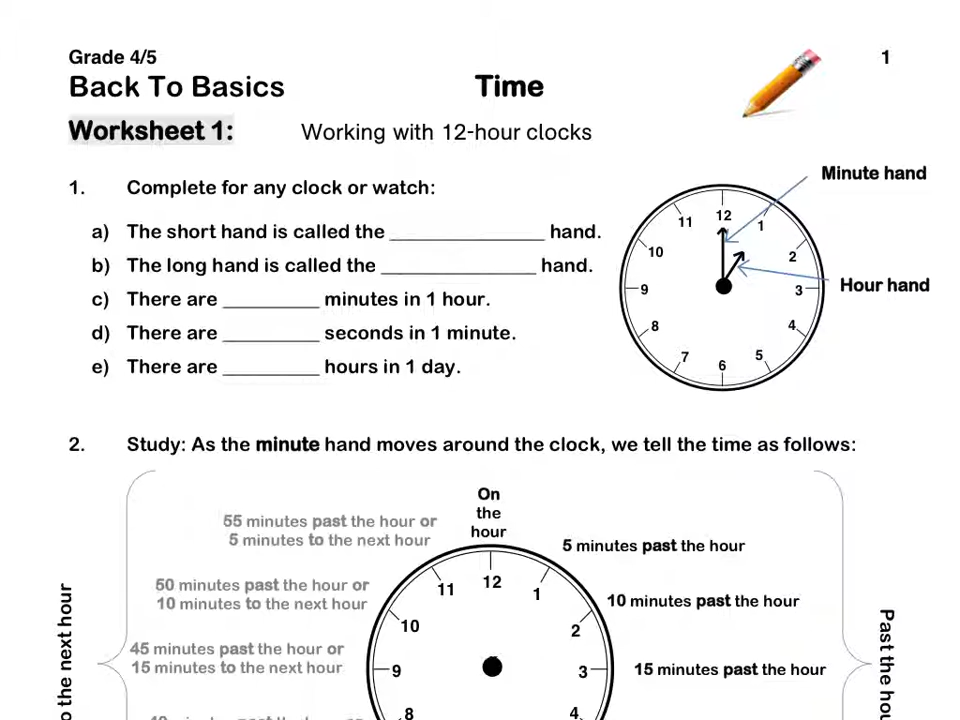 Grade 4/5
1
Back To Basics
Time
Worksheet 1:
Working with 12-hour clocks
1. Complete for any clock or watch:
a) The short hand is called the ________________ hand.
b) The long hand is called the ________________ hand.
c) There are __________ minutes in 1 hour.
d) There are __________ seconds in 1 minute.
e) There are __________ hours in 1 day.
Minute hand
Hour hand
12
1
2
3
4
5
6
7
8
9
10
11
2. Study: As the minute hand moves around the clock, we tell the time as follows:
On
the
hour
55 minutes past the hour or
5 minutes to the next hour
5 minutes past the hour
50 minutes past the hour or
10 minutes to the next hour
10 minutes past the hour
45 minutes past the hour or
15 minutes to the next hour
15 minutes past the hour
12
1
2
3
4
8
9
10
11
the next hour
Past the